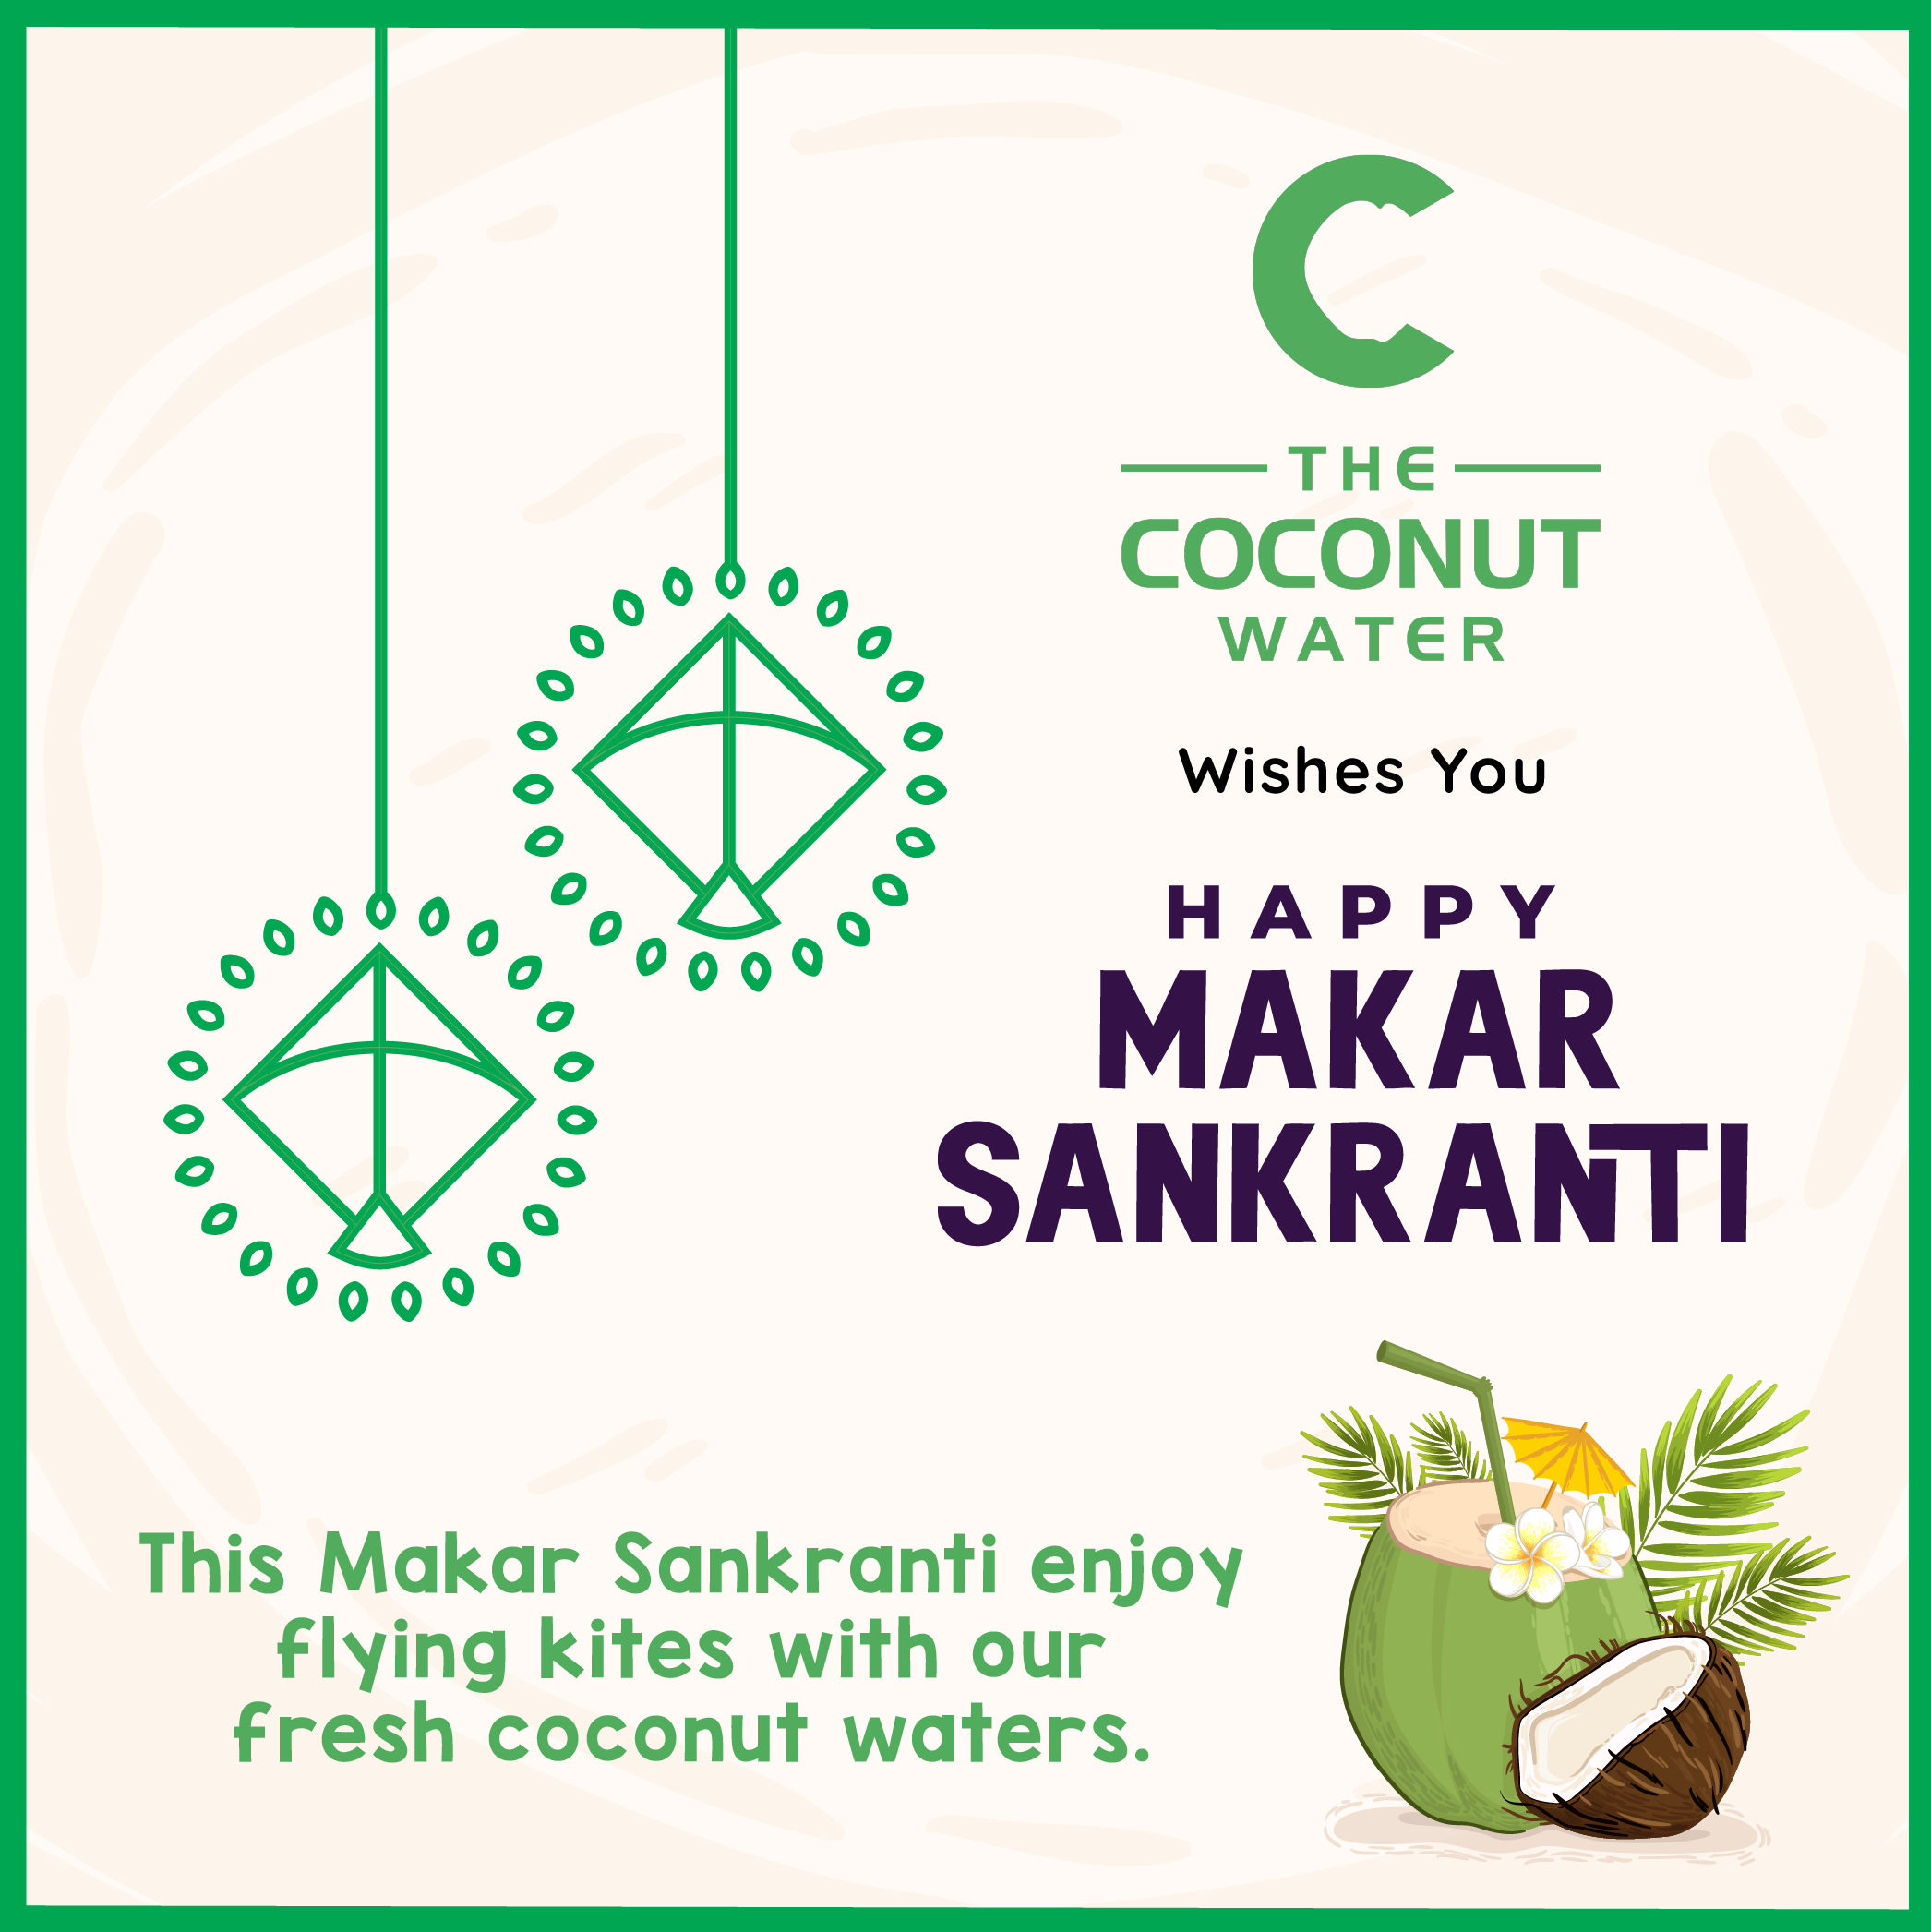 C
THE
COCONUT
WATER
Wishes You
HAPPY
MAKAR
SANKRANTI
This Makar Sankranti enjoy
flying kites with our
fresh coconut waters.